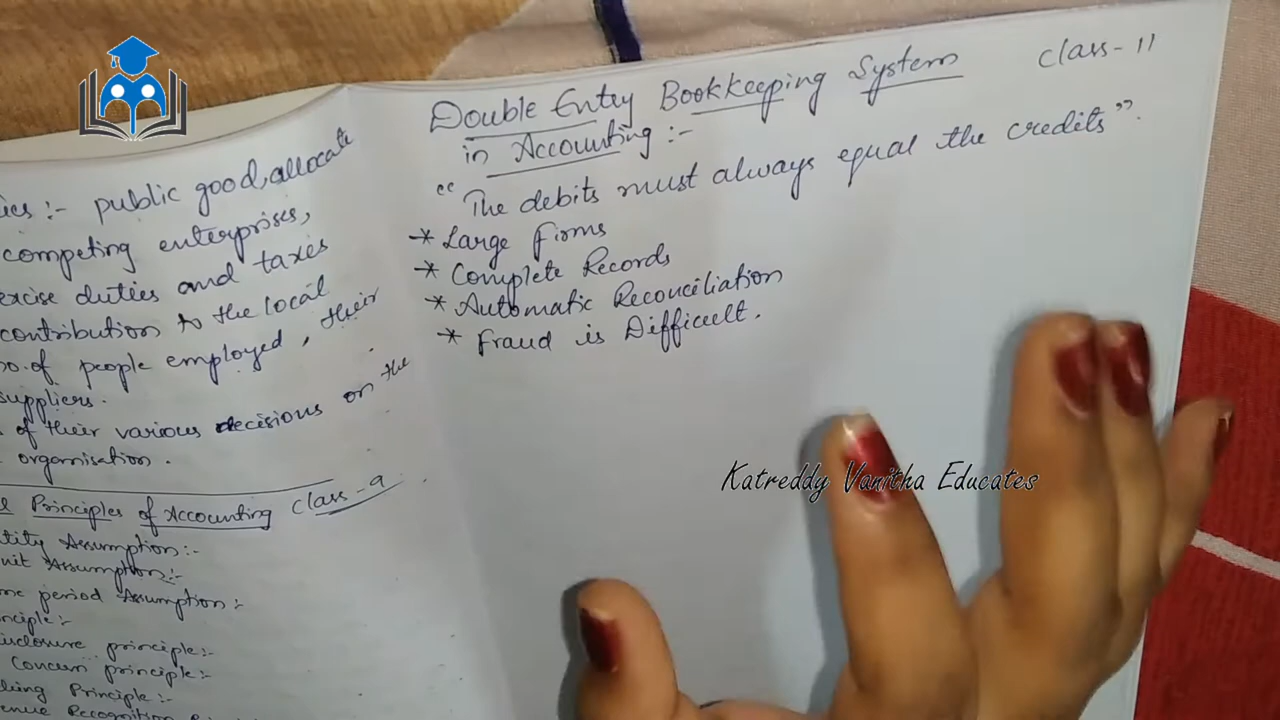 Double Entry Bookkeeping System Class-11
in Accounting :-
"The debits must always equal the credits".
* Large Firms
* Complete Records
* Automatic Reconciliation
* Fraud is Difficult.
:- public good, allocate
competing enterprises,
excise duties and taxes
contribution to the local
no. of people employed, their
suppliers.
of their various decisions on the
organisation.
Principles of Accounting Class-9
Assumption:-
Assumption:-
period Assumption:-
:-
principle:-
Concern principle:-
Principle:-
Recognition
Katreddy Vanitha Educates